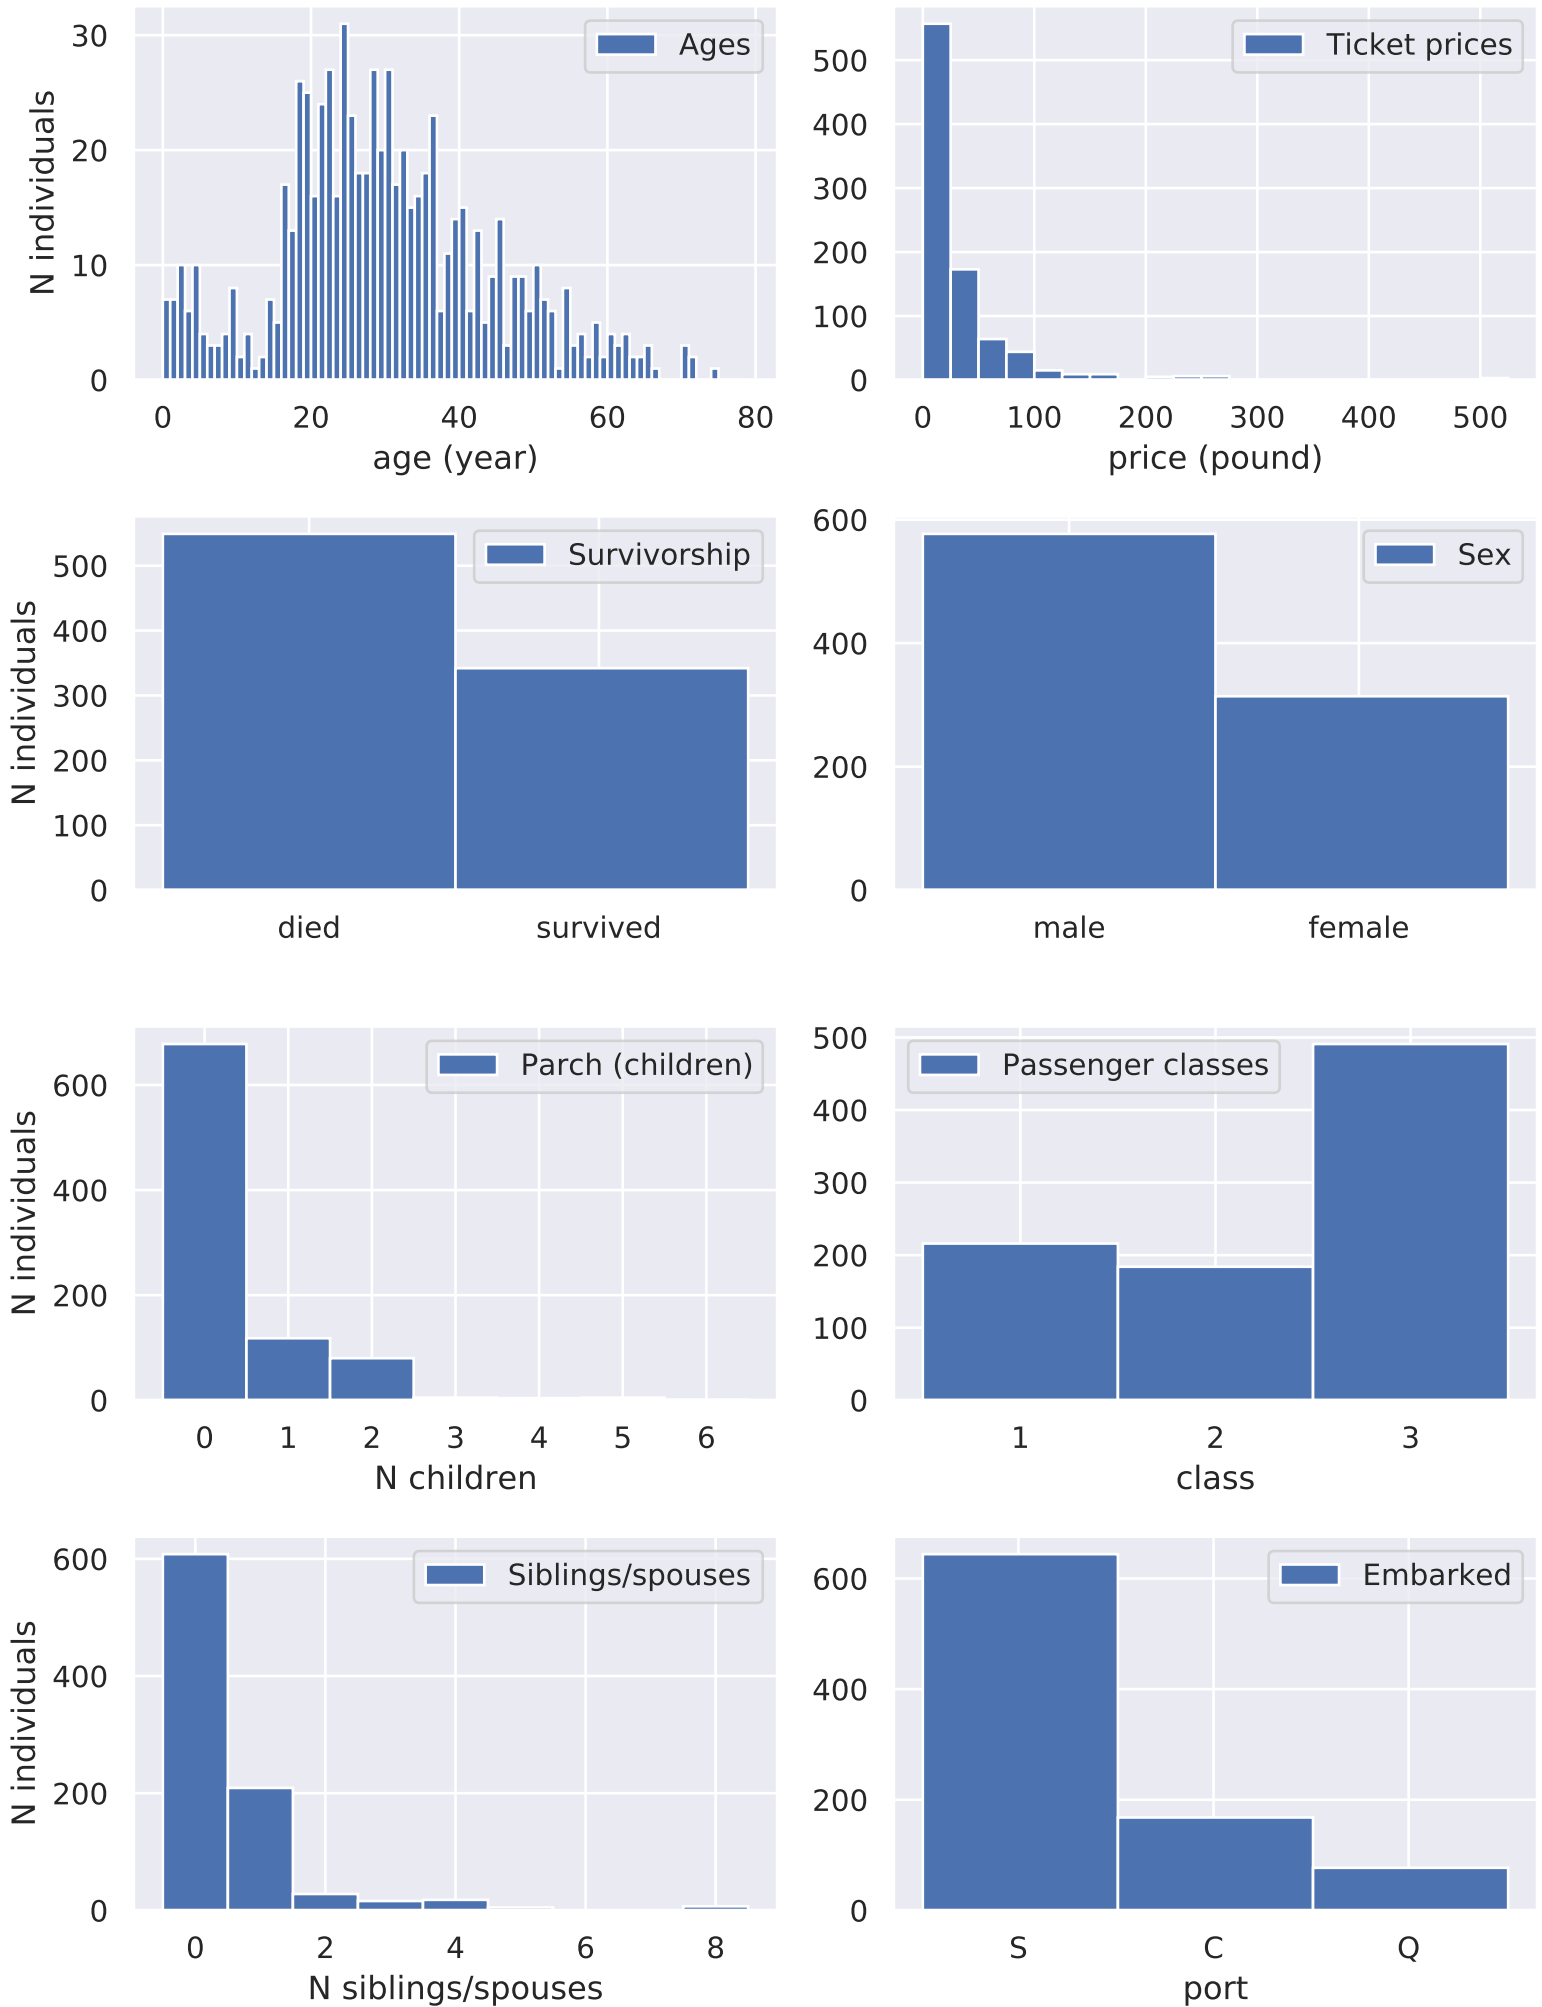 Ages
N individuals
30
20
10
0
0 20 40 60 80
age (year)
Ticket prices
500
400
300
200
100
0
0 100 200 300 400 500
price (pound)
Survivorship
N individuals
500
400
300
200
100
0
died survived
Sex
600
400
200
0
male female
Parch (children)
N individuals
600
400
200
0
0 1 2 3 4 5 6
N children
Passenger classes
500
400
300
200
100
0
1 2 3
class
Siblings/spouses
N individuals
600
400
200
0
0 2 4 6 8
N siblings/spouses
Embarked
600
400
200
0
S C Q
port